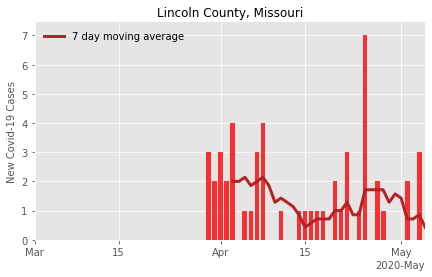 Lincoln County, Missouri
7 day moving average
New Covid-19 Cases
7
6
5
4
3
2
1
0
Mar
15
Apr
15
May
2020-May